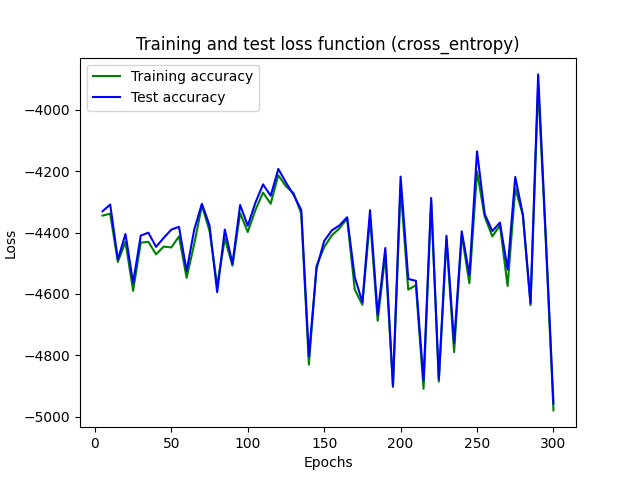 Training and test loss function (cross_entropy)
Training accuracy
Test accuracy
−4000
−4200
−4400
−4600
−4800
−5000
Loss
0 50 100 150 200 250 300
Epochs